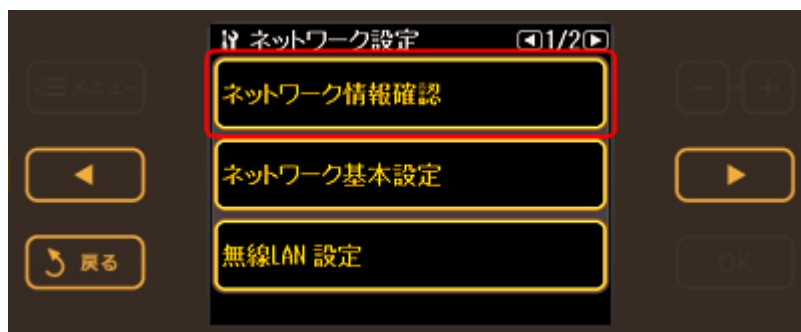 ネットワーク設定 1/2
ネットワーク情報確認
ネットワーク基本設定
無線LAN 設定
メニュー
戻る
OK